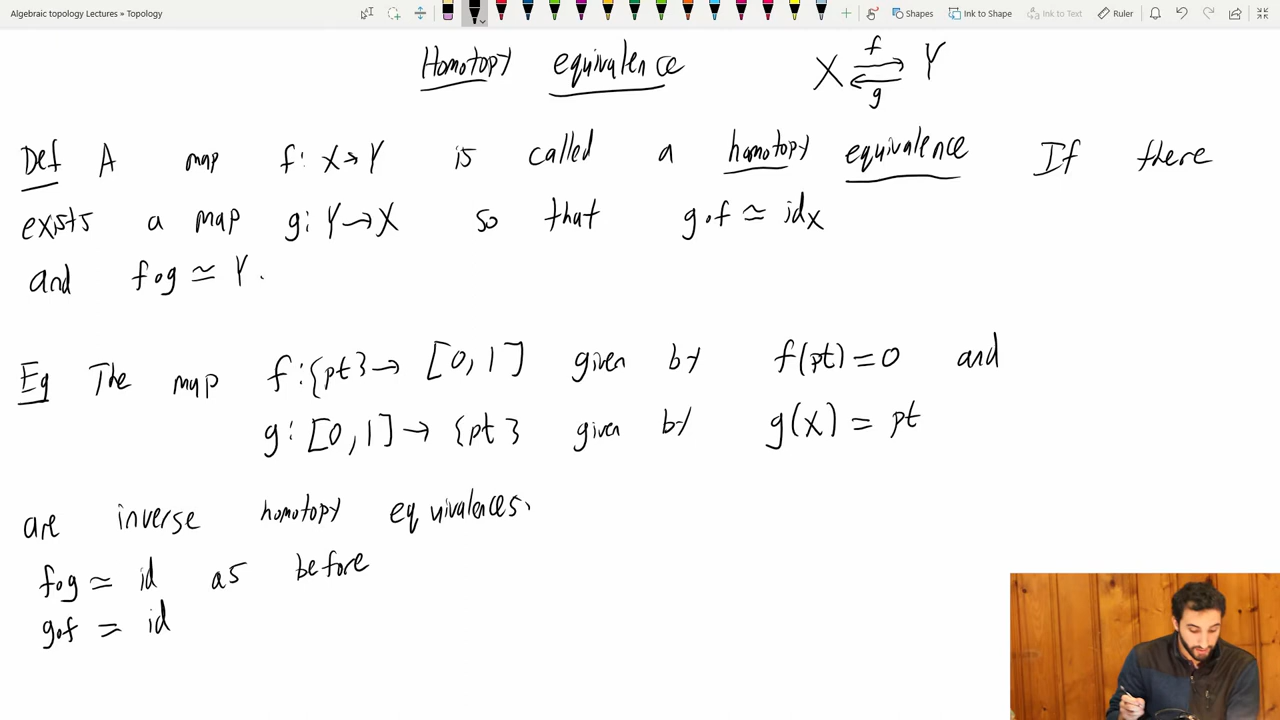 Algebraic topology Lectures » Topology
Shapes Ink to Shape Ink to Text Ruler
Homotopy equivalence X f g Y
Def A map f: X→Y is called a homotopy equivalence If there
exists a map g: Y→X so that g∘f ≃ idX
and f∘g ≃ Y.
Eg The map f: {pt} → [0,1] given by f(pt)=0 and
g: [0,1] → {pt} given by g(x) = pt
are inverse homotopy equivalences.
f∘g ≃ id as before
g∘f = id